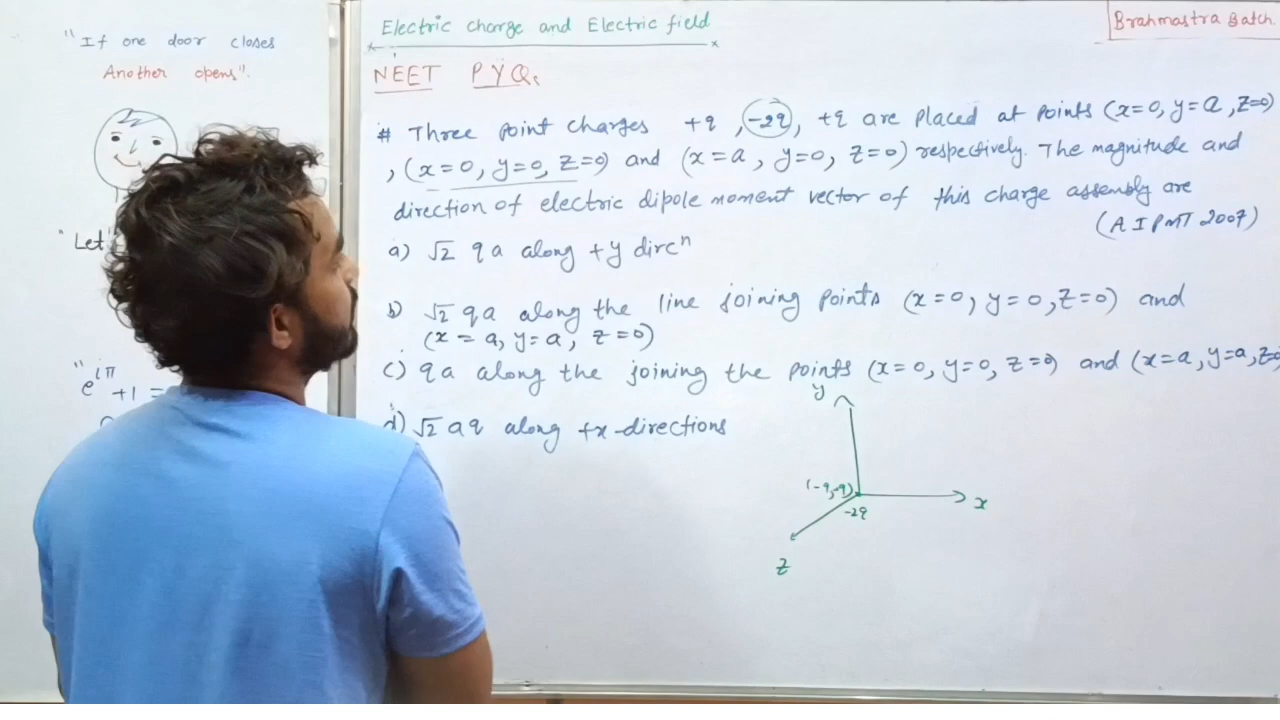 "If one door closes
Another opens".
"Let
"e^iπ +1 =
Electric charge and Electric field
Brahmastra Batch
NEET PYQs
# Three point charges +q, -2q, +q are placed at points (x=0, y=a, z=0)
, (x=0, y=0, z=0) and (x=a, y=0, z=0) respectively. The magnitude and
direction of electric dipole moment vector of this charge assembly are
(AIPMT 2007)
a) √2 qa along +y dircⁿ
b) √2 qa along the line joining points (x=0, y=0, z=0) and
(x=a, y=a, z=0)
c) qa along the joining the points (x=0, y=0, z=0) and (x=a, y=a, z=
d) √2 aq along +x-directions
y
(-q,-q)
-2q
x
z